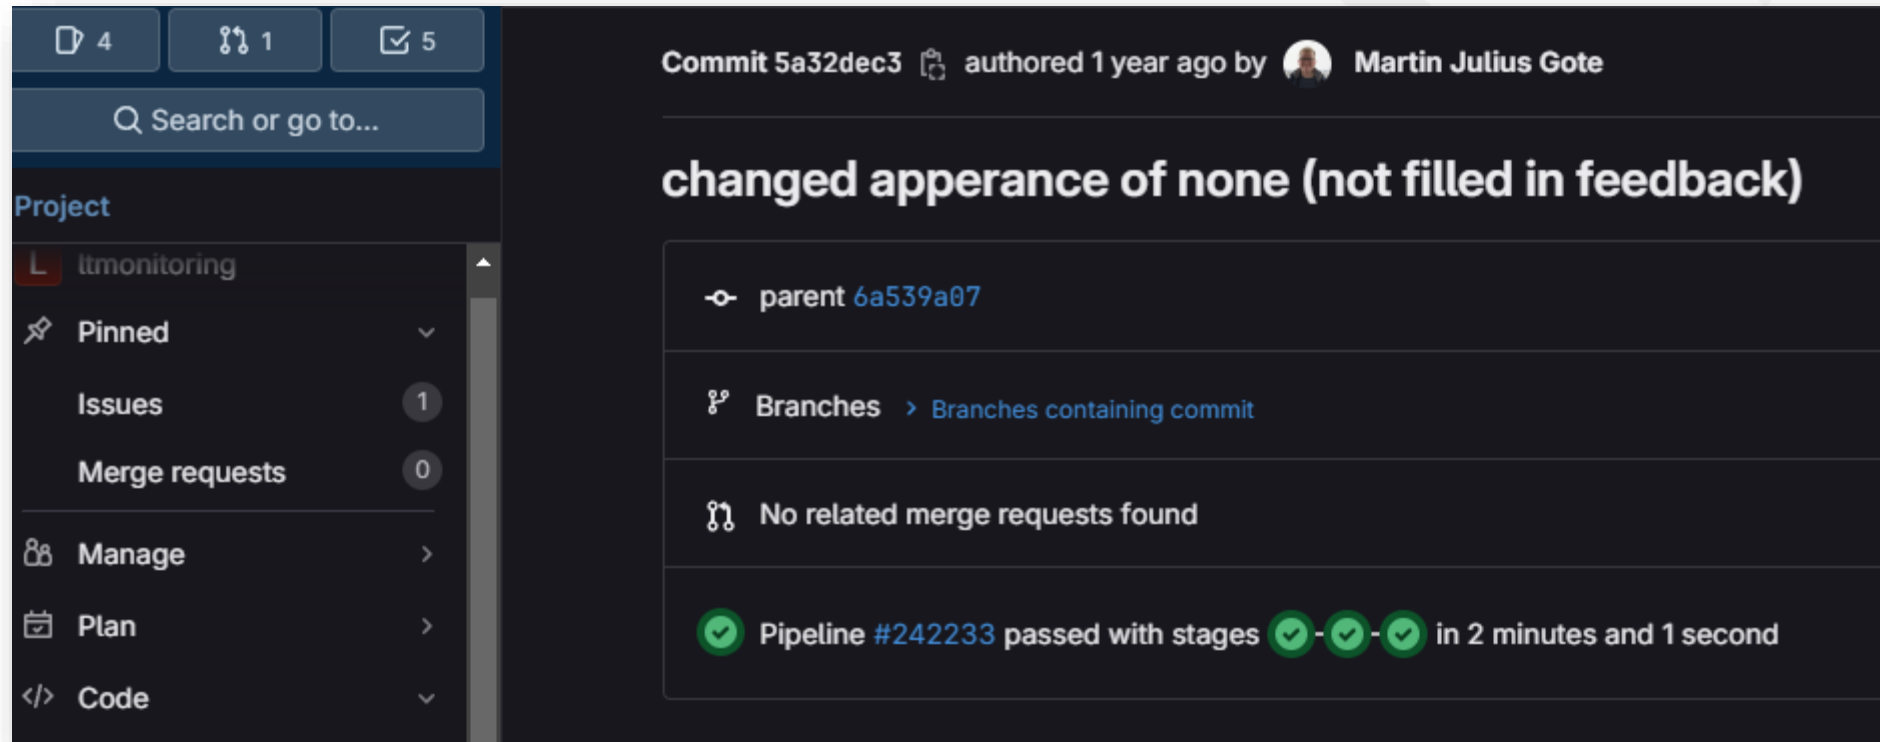 4
1
5
Search or go to...
Project
L ltmonitoring
Pinned
Issues 1
Merge requests 0
Manage
Plan
Code
Commit 5a32dec3 authored 1 year ago by Martin Julius Gote
changed apperance of none (not filled in feedback)
parent 6a539a07
Branches Branches containing commit
No related merge requests found
Pipeline #242233 passed with stages in 2 minutes and 1 second